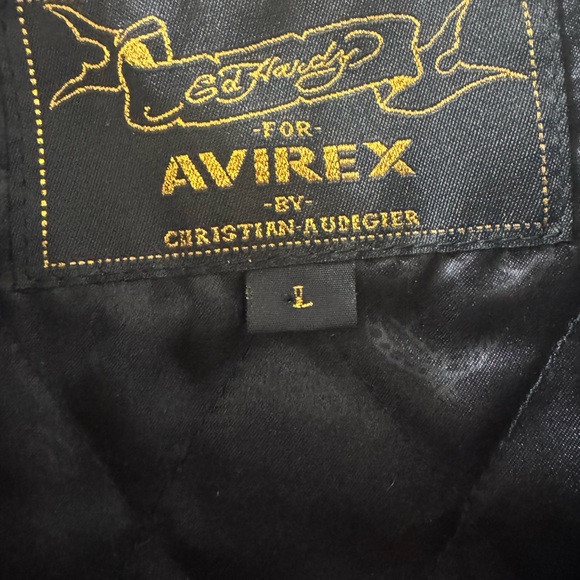 Ed Hardy
-FOR-
AVIREX
-BY-
CHRISTIAN-AUDIGIER
L